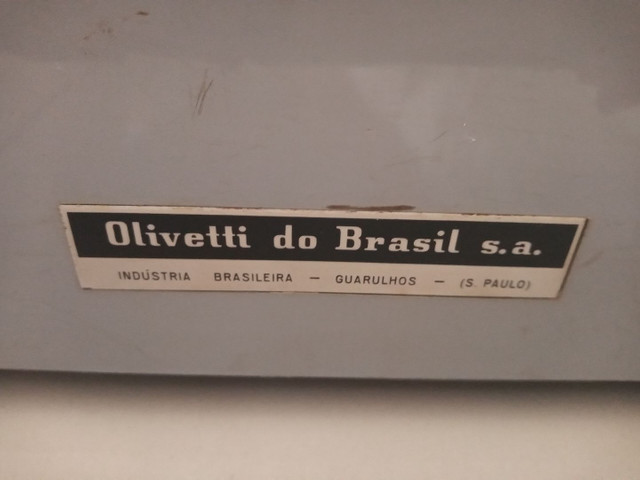 Olivetti do Brasil s.a.
INDÚSTRIA BRASILEIRA — GUARULHOS — (S. PAULO)